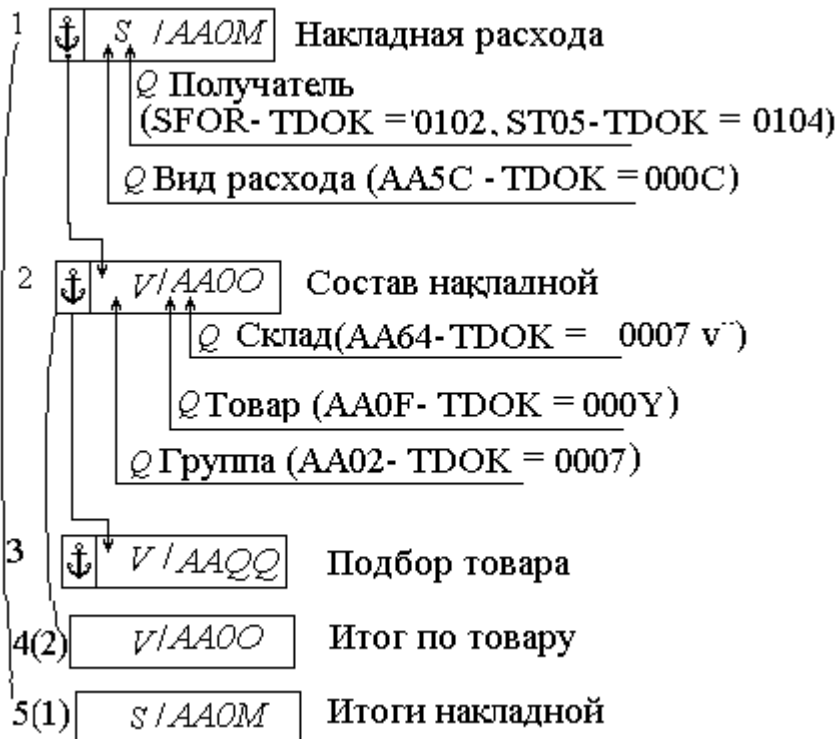 1 S /AA0M Накладная расхода
Q Получатель
(SFOR- TDOK ='0102, ST05-TDOK = 0104)
Q Вид расхода (AA5C - TDOK = 000C)
2 V/AA0O Состав накладной
Q Склад(AA64-TDOK = 0007 v¨)
Q Товар (AA0F- TDOK = 000Y)
Q Группа (AA02- TDOK = 0007)
3 V /AAQQ Подбор товара
4(2) V/AA0O Итог по товару
5(1) S /AA0M Итоги накладной